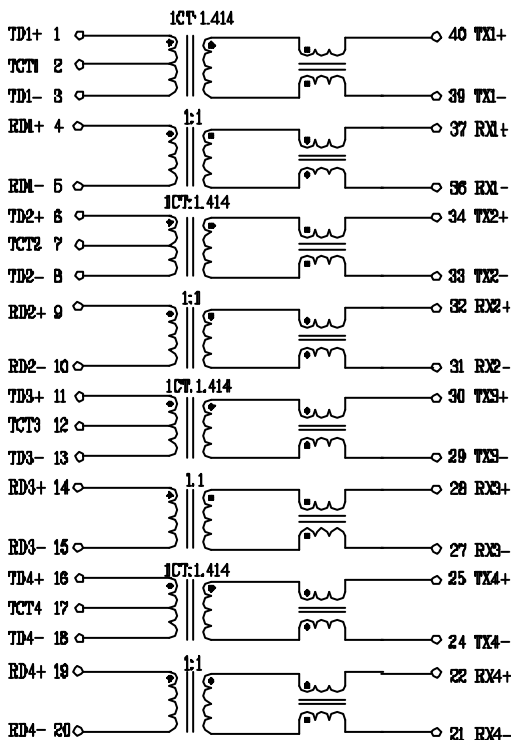 1CT:1.414
TD1+ 1 40 TX1+
TCT1 2
TD1- 3 39 TX1-
1:1
RD1+ 4 37 RX1+
RD1- 5 36 RX1-
1CT:1.414
TD2+ 6 34 TX2+
TCT2 7
TD2- 8 33 TX2-
1:1
RD2+ 9 32 RX2+
RD2- 10 31 RX2-
1CT:1.414
TD3+ 11 30 TX3+
TCT3 12
TD3- 13 29 TX3-
1:1
RD3+ 14 28 RX3+
RD3- 15 27 RX3-
1CT:1.414
TD4+ 16 25 TX4+
TCT4 17
TD4- 18 24 TX4-
1:1
RD4+ 19 22 RX4+
RD4- 20 21 RX4-